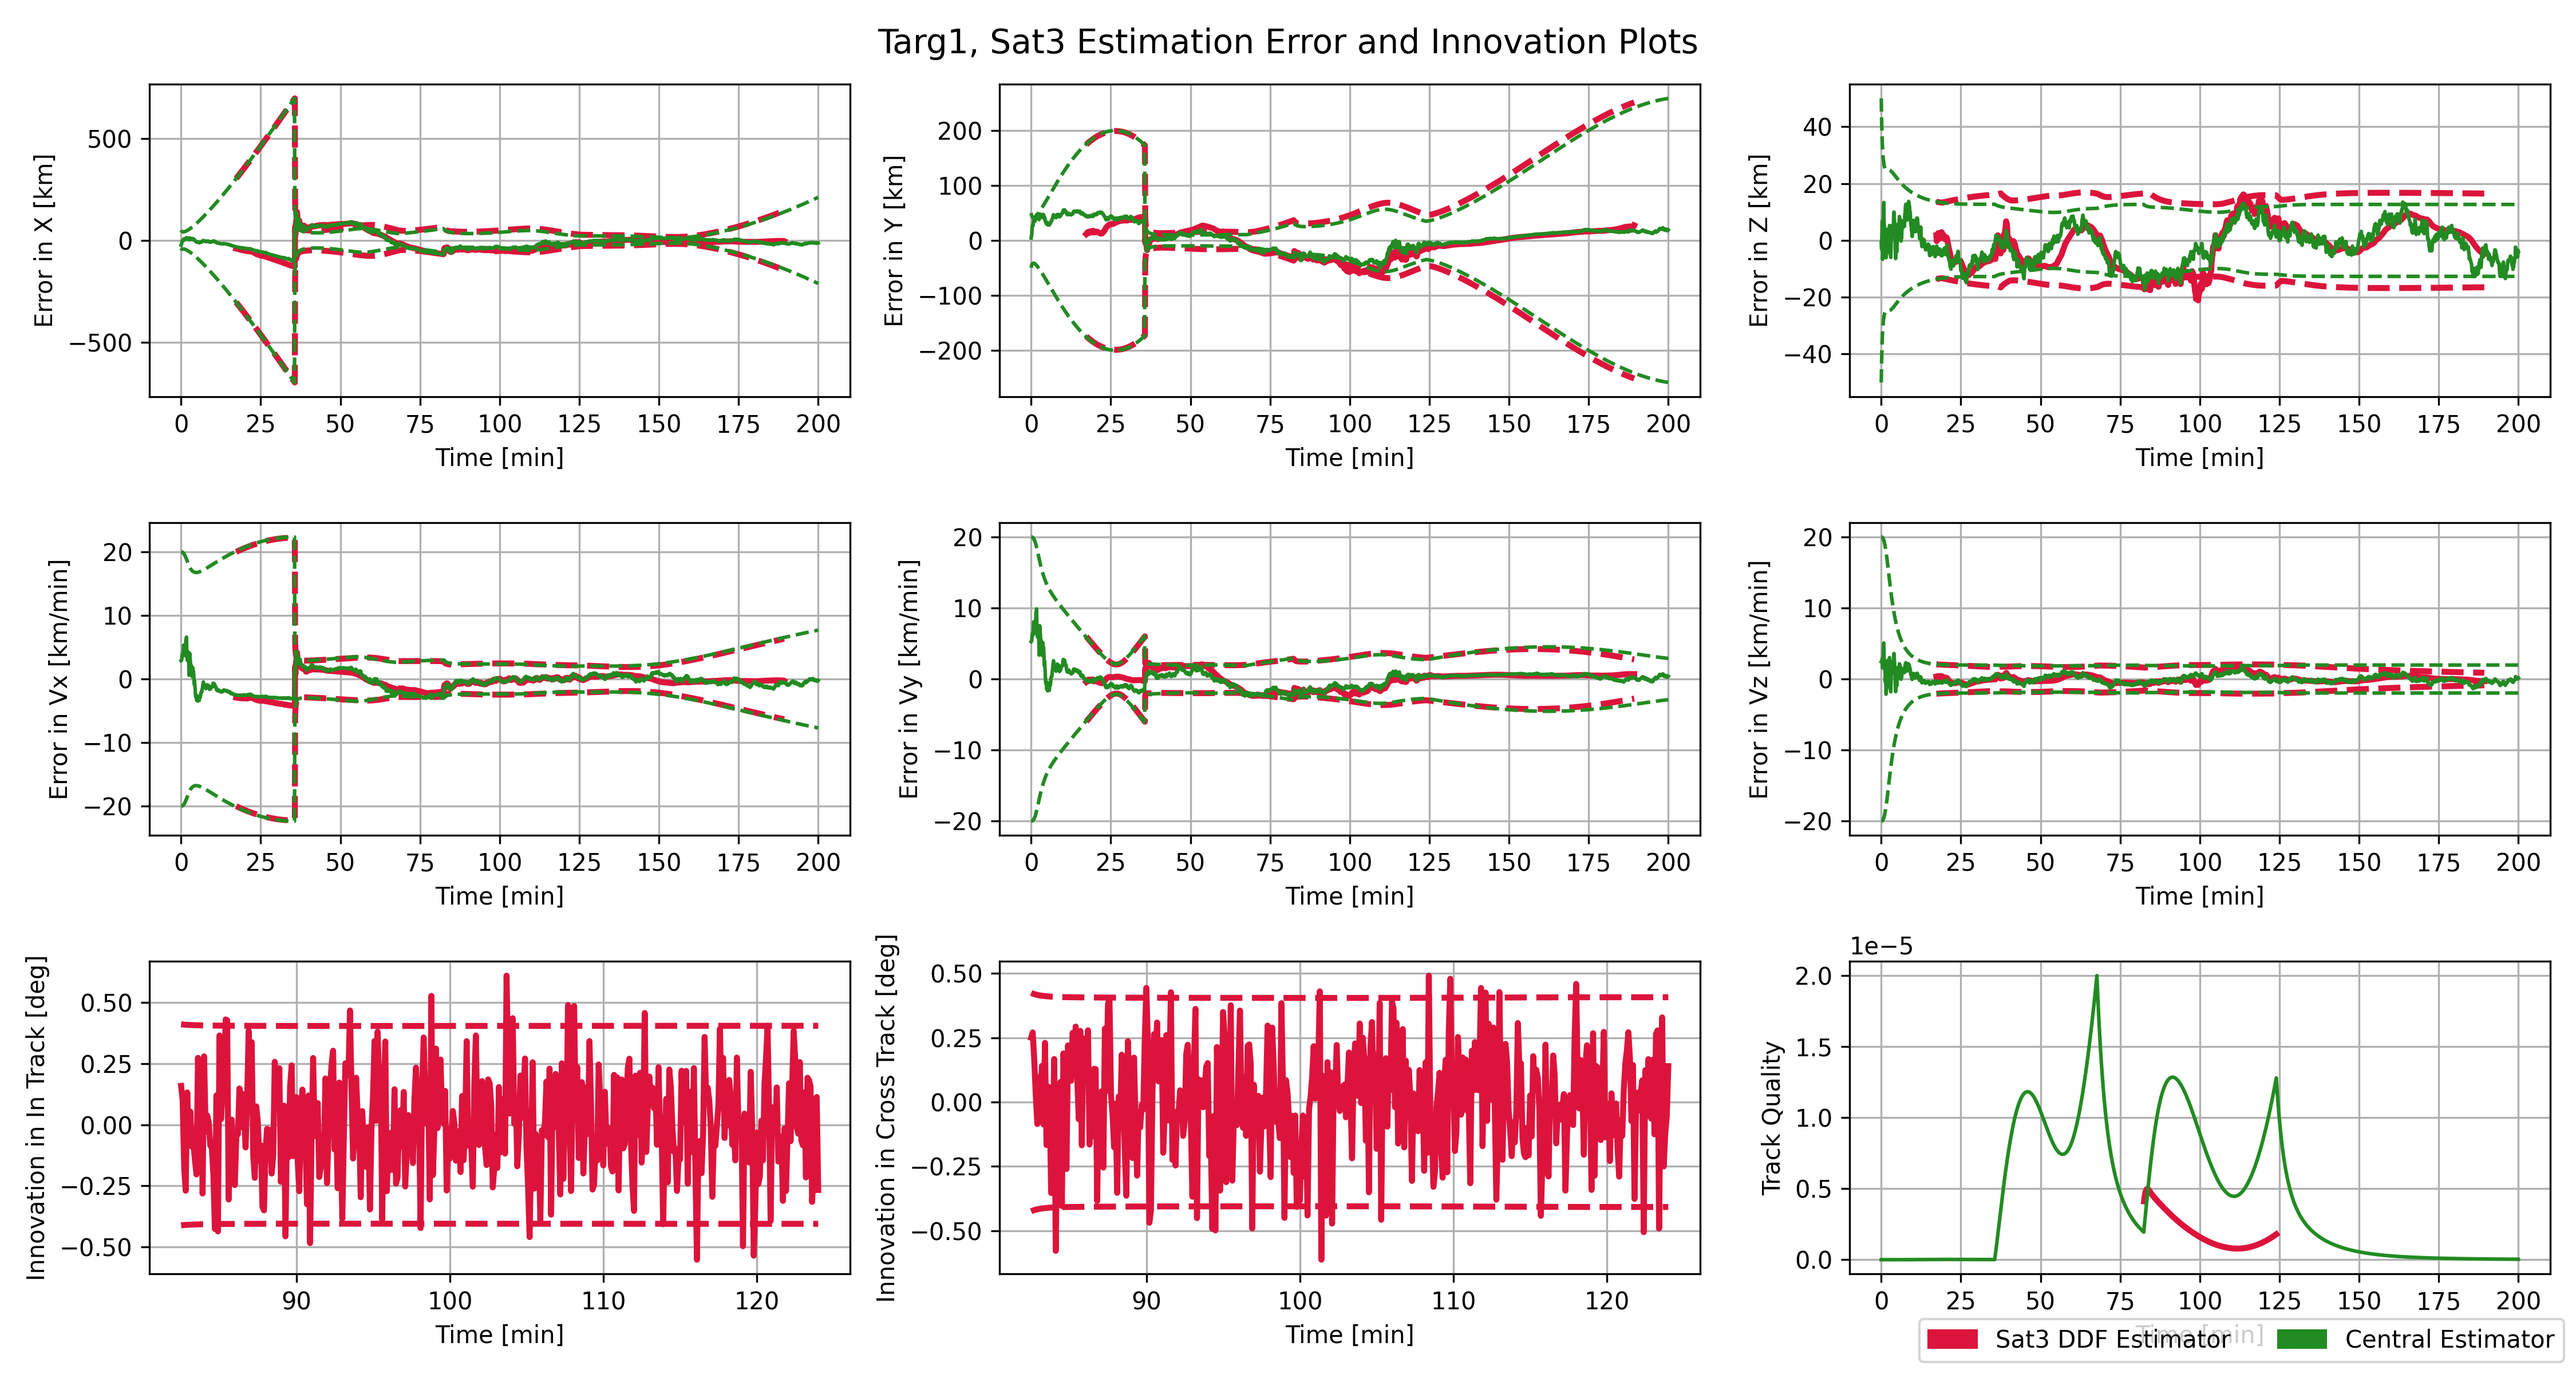 Targ1, Sat3 Estimation Error and Innovation Plots
Error in X [km]
500
0
−500
0 25 50 75 100 125 150 175 200
Time [min]
Error in Y [km]
200
100
0
−100
−200
0 25 50 75 100 125 150 175 200
Time [min]
Error in Z [km]
40
20
0
−20
−40
0 25 50 75 100 125 150 175 200
Time [min]
Error in Vx [km/min]
20
10
0
−10
−20
0 25 50 75 100 125 150 175 200
Time [min]
Error in Vy [km/min]
20
10
0
−10
−20
0 25 50 75 100 125 150 175 200
Time [min]
Error in Vz [km/min]
20
10
0
−10
−20
0 25 50 75 100 125 150 175 200
Time [min]
Innovation in In Track [deg]
0.50
0.25
0.00
−0.25
−0.50
90 100 110 120
Time [min]
Innovation in Cross Track [deg]
0.50
0.25
0.00
−0.25
−0.50
90 100 110 120
Time [min]
1e−5
Track Quality
2.0
1.5
1.0
0.5
0.0
0 25 50 75 100 125 150 175 200
Time [min]
Sat3 DDF Estimator
Central Estimator